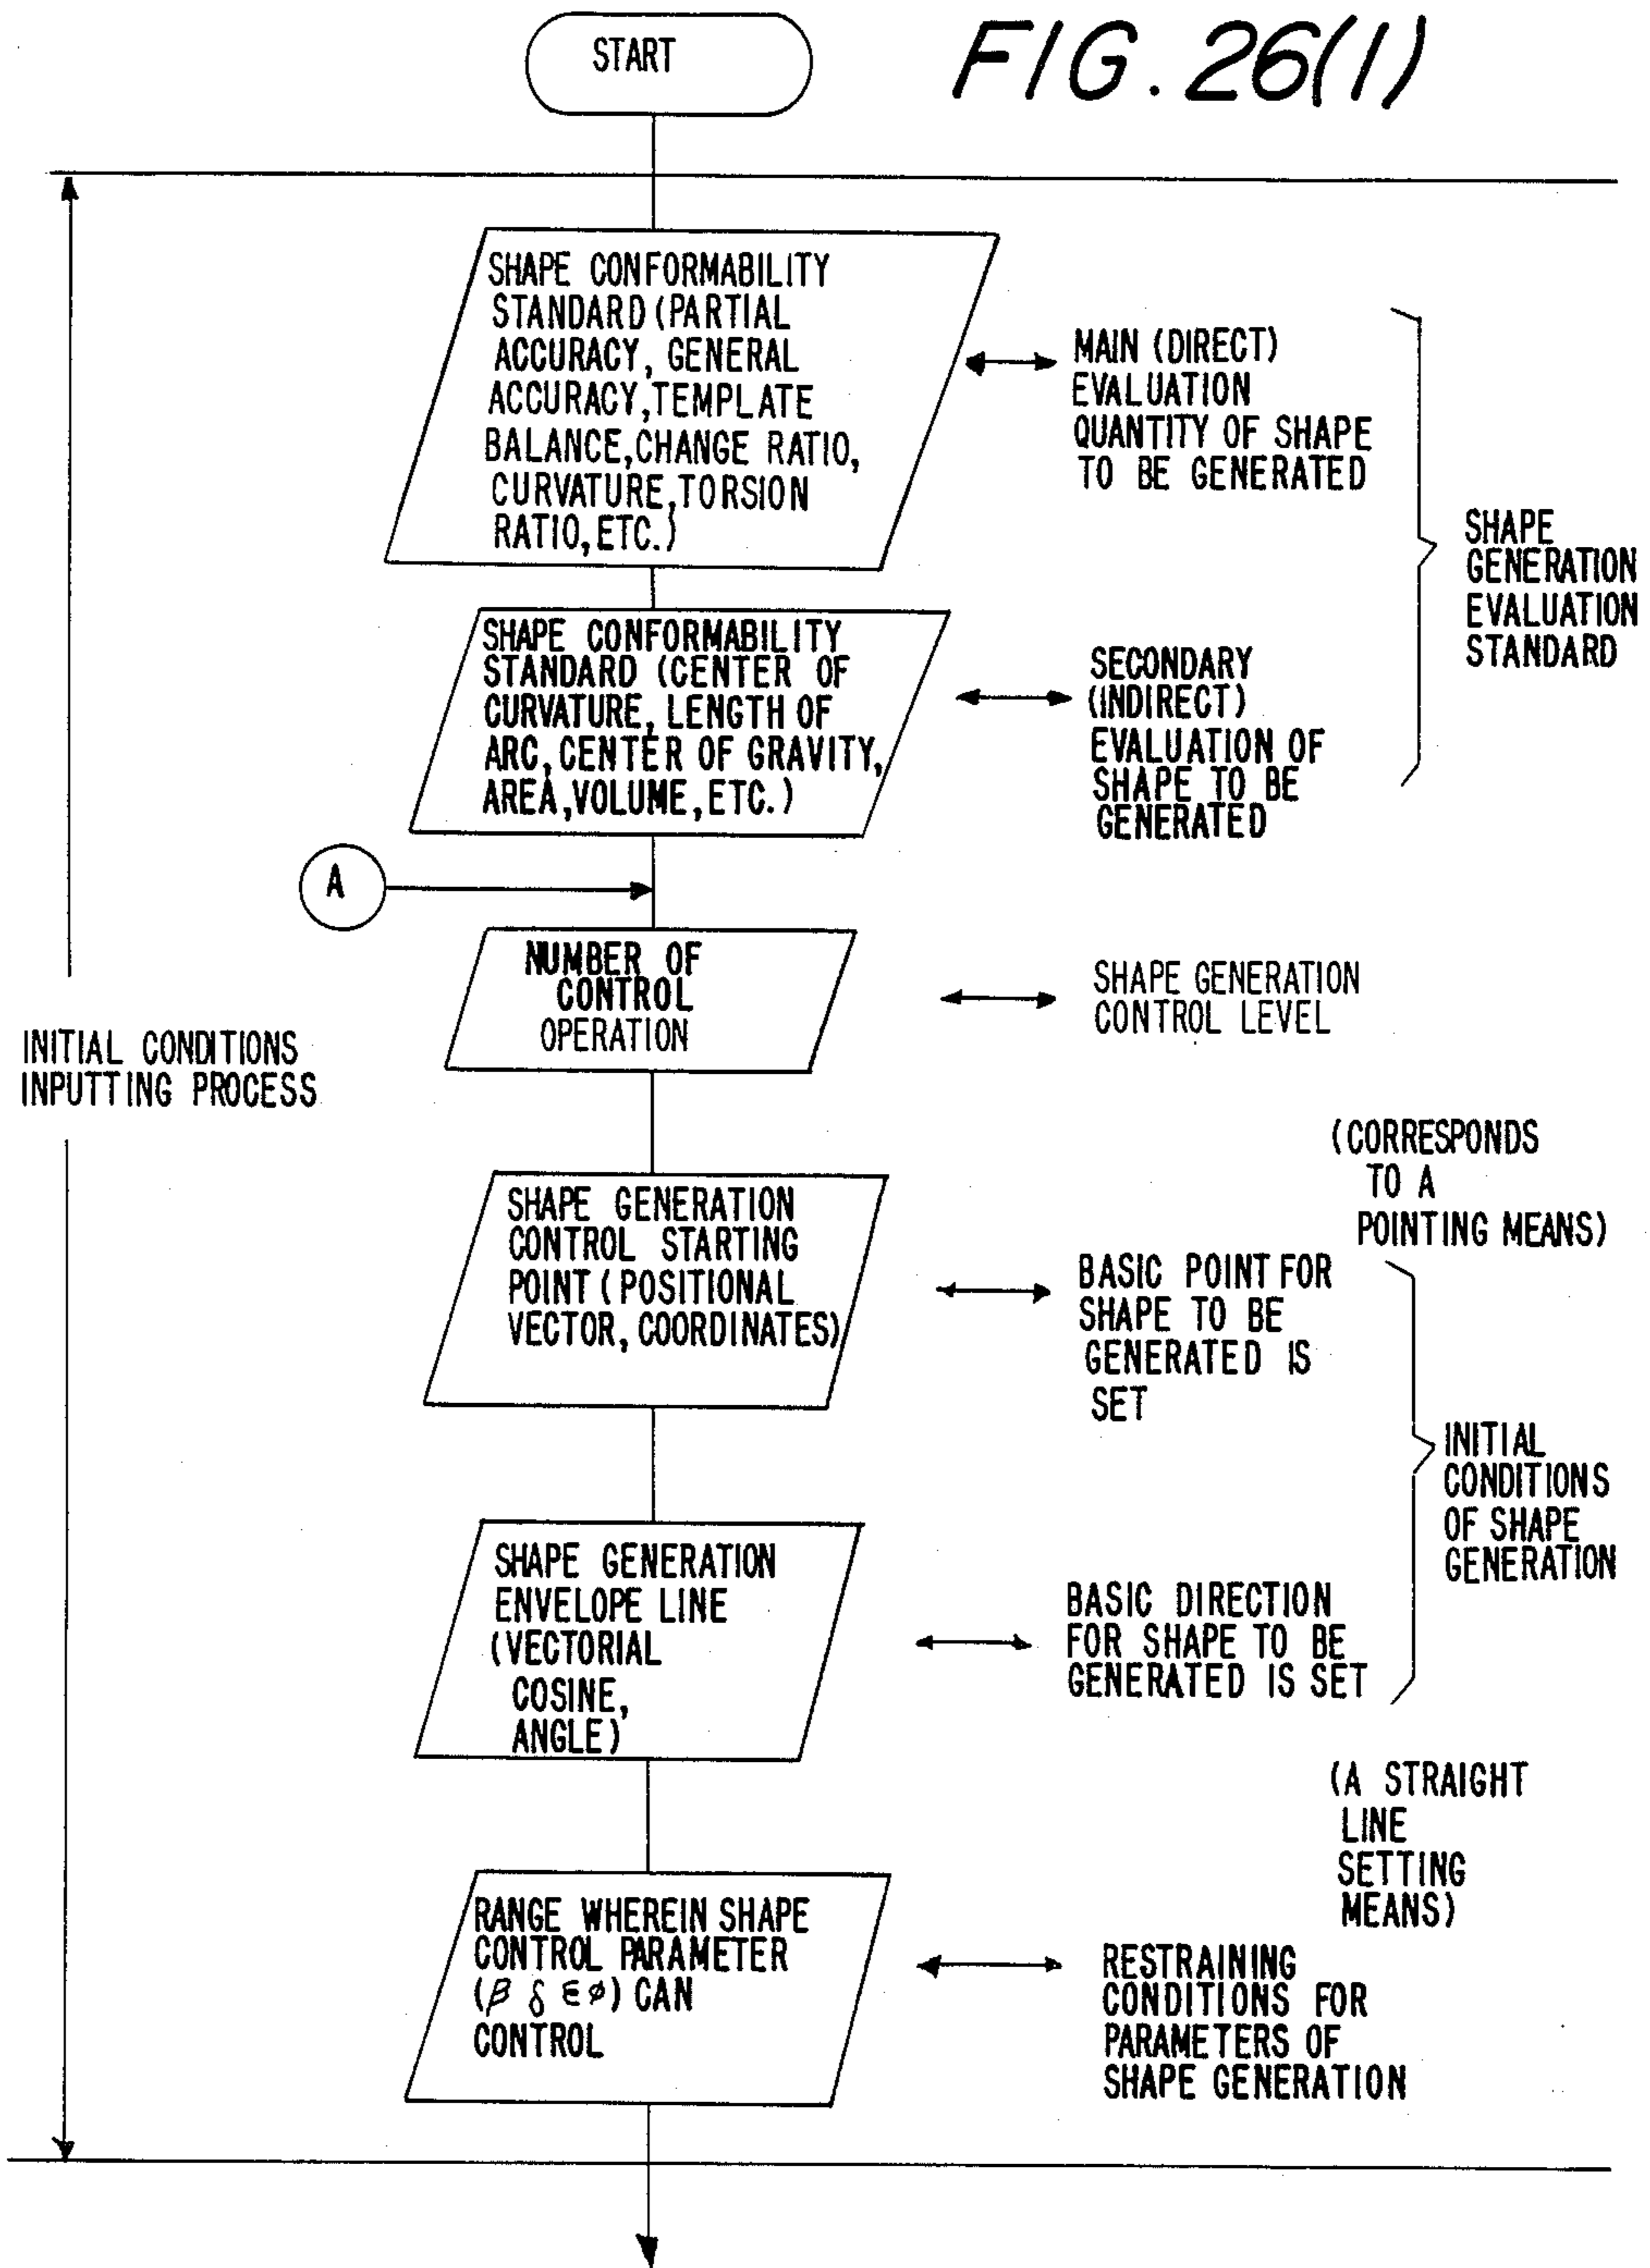 START
FIG. 26(1)
SHAPE CONFORMABILITY
STANDARD (PARTIAL
ACCURACY, GENERAL
ACCURACY, TEMPLATE
BALANCE, CHANGE RATIO,
CURVATURE, TORSION
RATIO, ETC.)
MAIN (DIRECT)
EVALUATION
QUANTITY OF SHAPE
TO BE GENERATED
SHAPE
GENERATION
EVALUATION
STANDARD
SHAPE CONFORMABILITY
STANDARD (CENTER OF
CURVATURE, LENGTH OF
ARC, CENTER OF GRAVITY,
AREA, VOLUME, ETC.)
SECONDARY
(INDIRECT)
EVALUATION OF
SHAPE TO BE
GENERATED
A
NUMBER OF
CONTROL
OPERATION
SHAPE GENERATION
CONTROL LEVEL
INITIAL CONDITIONS
INPUTTING PROCESS
(CORRESPONDS
TO A
POINTING MEANS)
SHAPE GENERATION
CONTROL STARTING
POINT (POSITIONAL
VECTOR, COORDINATES)
BASIC POINT FOR
SHAPE TO BE
GENERATED IS
SET
INITIAL
CONDITIONS
OF SHAPE
GENERATION
SHAPE GENERATION
ENVELOPE LINE
(VECTORIAL
COSINE,
ANGLE)
BASIC DIRECTION
FOR SHAPE TO BE
GENERATED IS SET
(A STRAIGHT
LINE
SETTING
MEANS)
RANGE WHEREIN SHAPE
CONTROL PARAMETER
(β δ ε φ) CAN
CONTROL
RESTRAINING
CONDITIONS FOR
PARAMETERS OF
SHAPE GENERATION